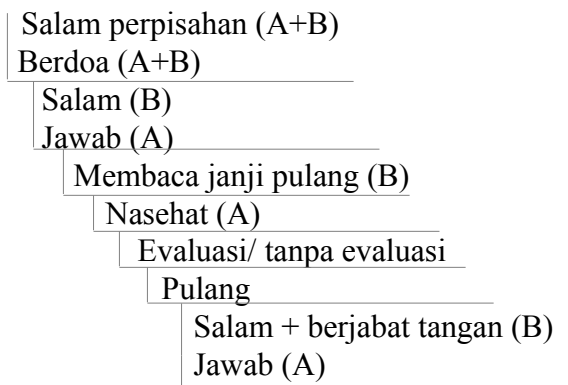 Salam perpisahan (A+B)
Berdoa (A+B)
Salam (B)
Jawab (A)
Membaca janji pulang (B)
Nasehat (A)
Evaluasi/ tanpa evaluasi
Pulang
Salam + berjabat tangan (B)
Jawab (A)